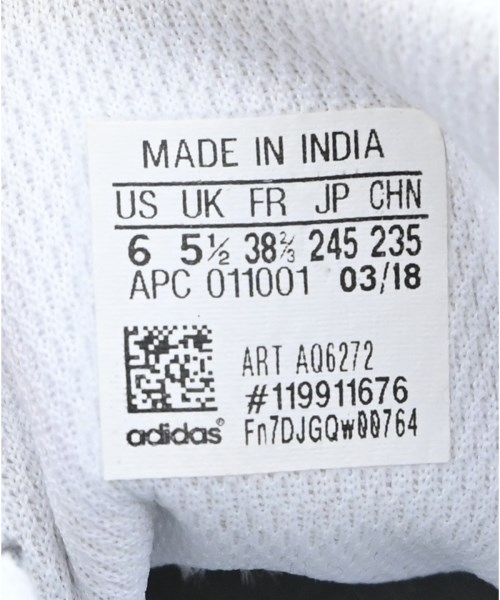 MADE IN INDIA
US UK FR JP CHN
6 5½ 38⅔ 245 235
APC 011001 03/18
ART AQ6272
#119911676
adidas® Fn7DJGQw00764